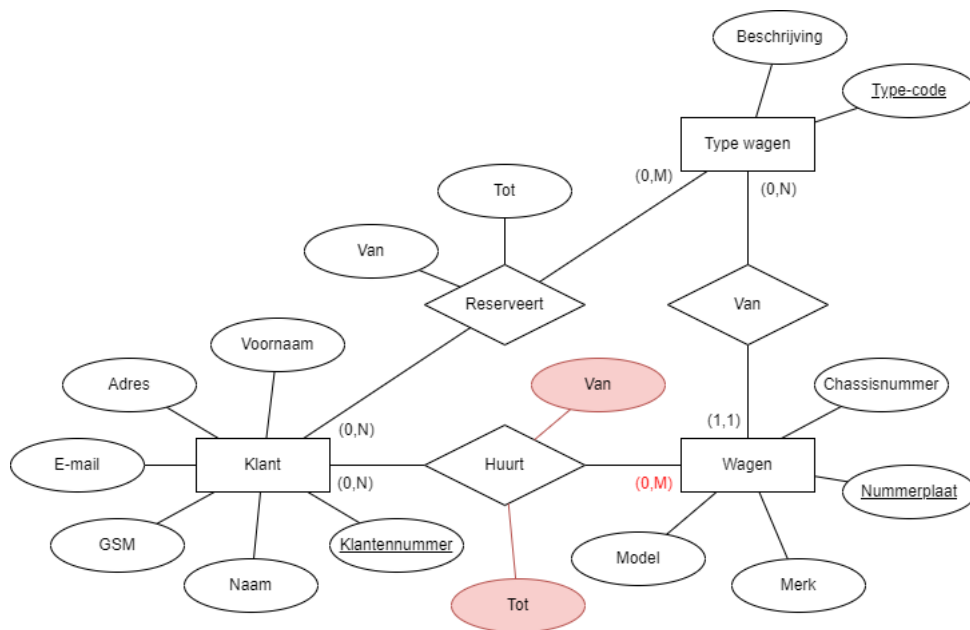 Beschrijving
Type-code
Type wagen
(0,M)
(0,N)
Tot
Van
Reserveert
Van
Voornaam
Adres
Van
Chassisnummer
(0,N)
(1,1)
E-mail
Klant
Huurt
Wagen
(0,N)
(0,M)
Nummerplaat
GSM
Klantennummer
Model
Naam
Merk
Tot